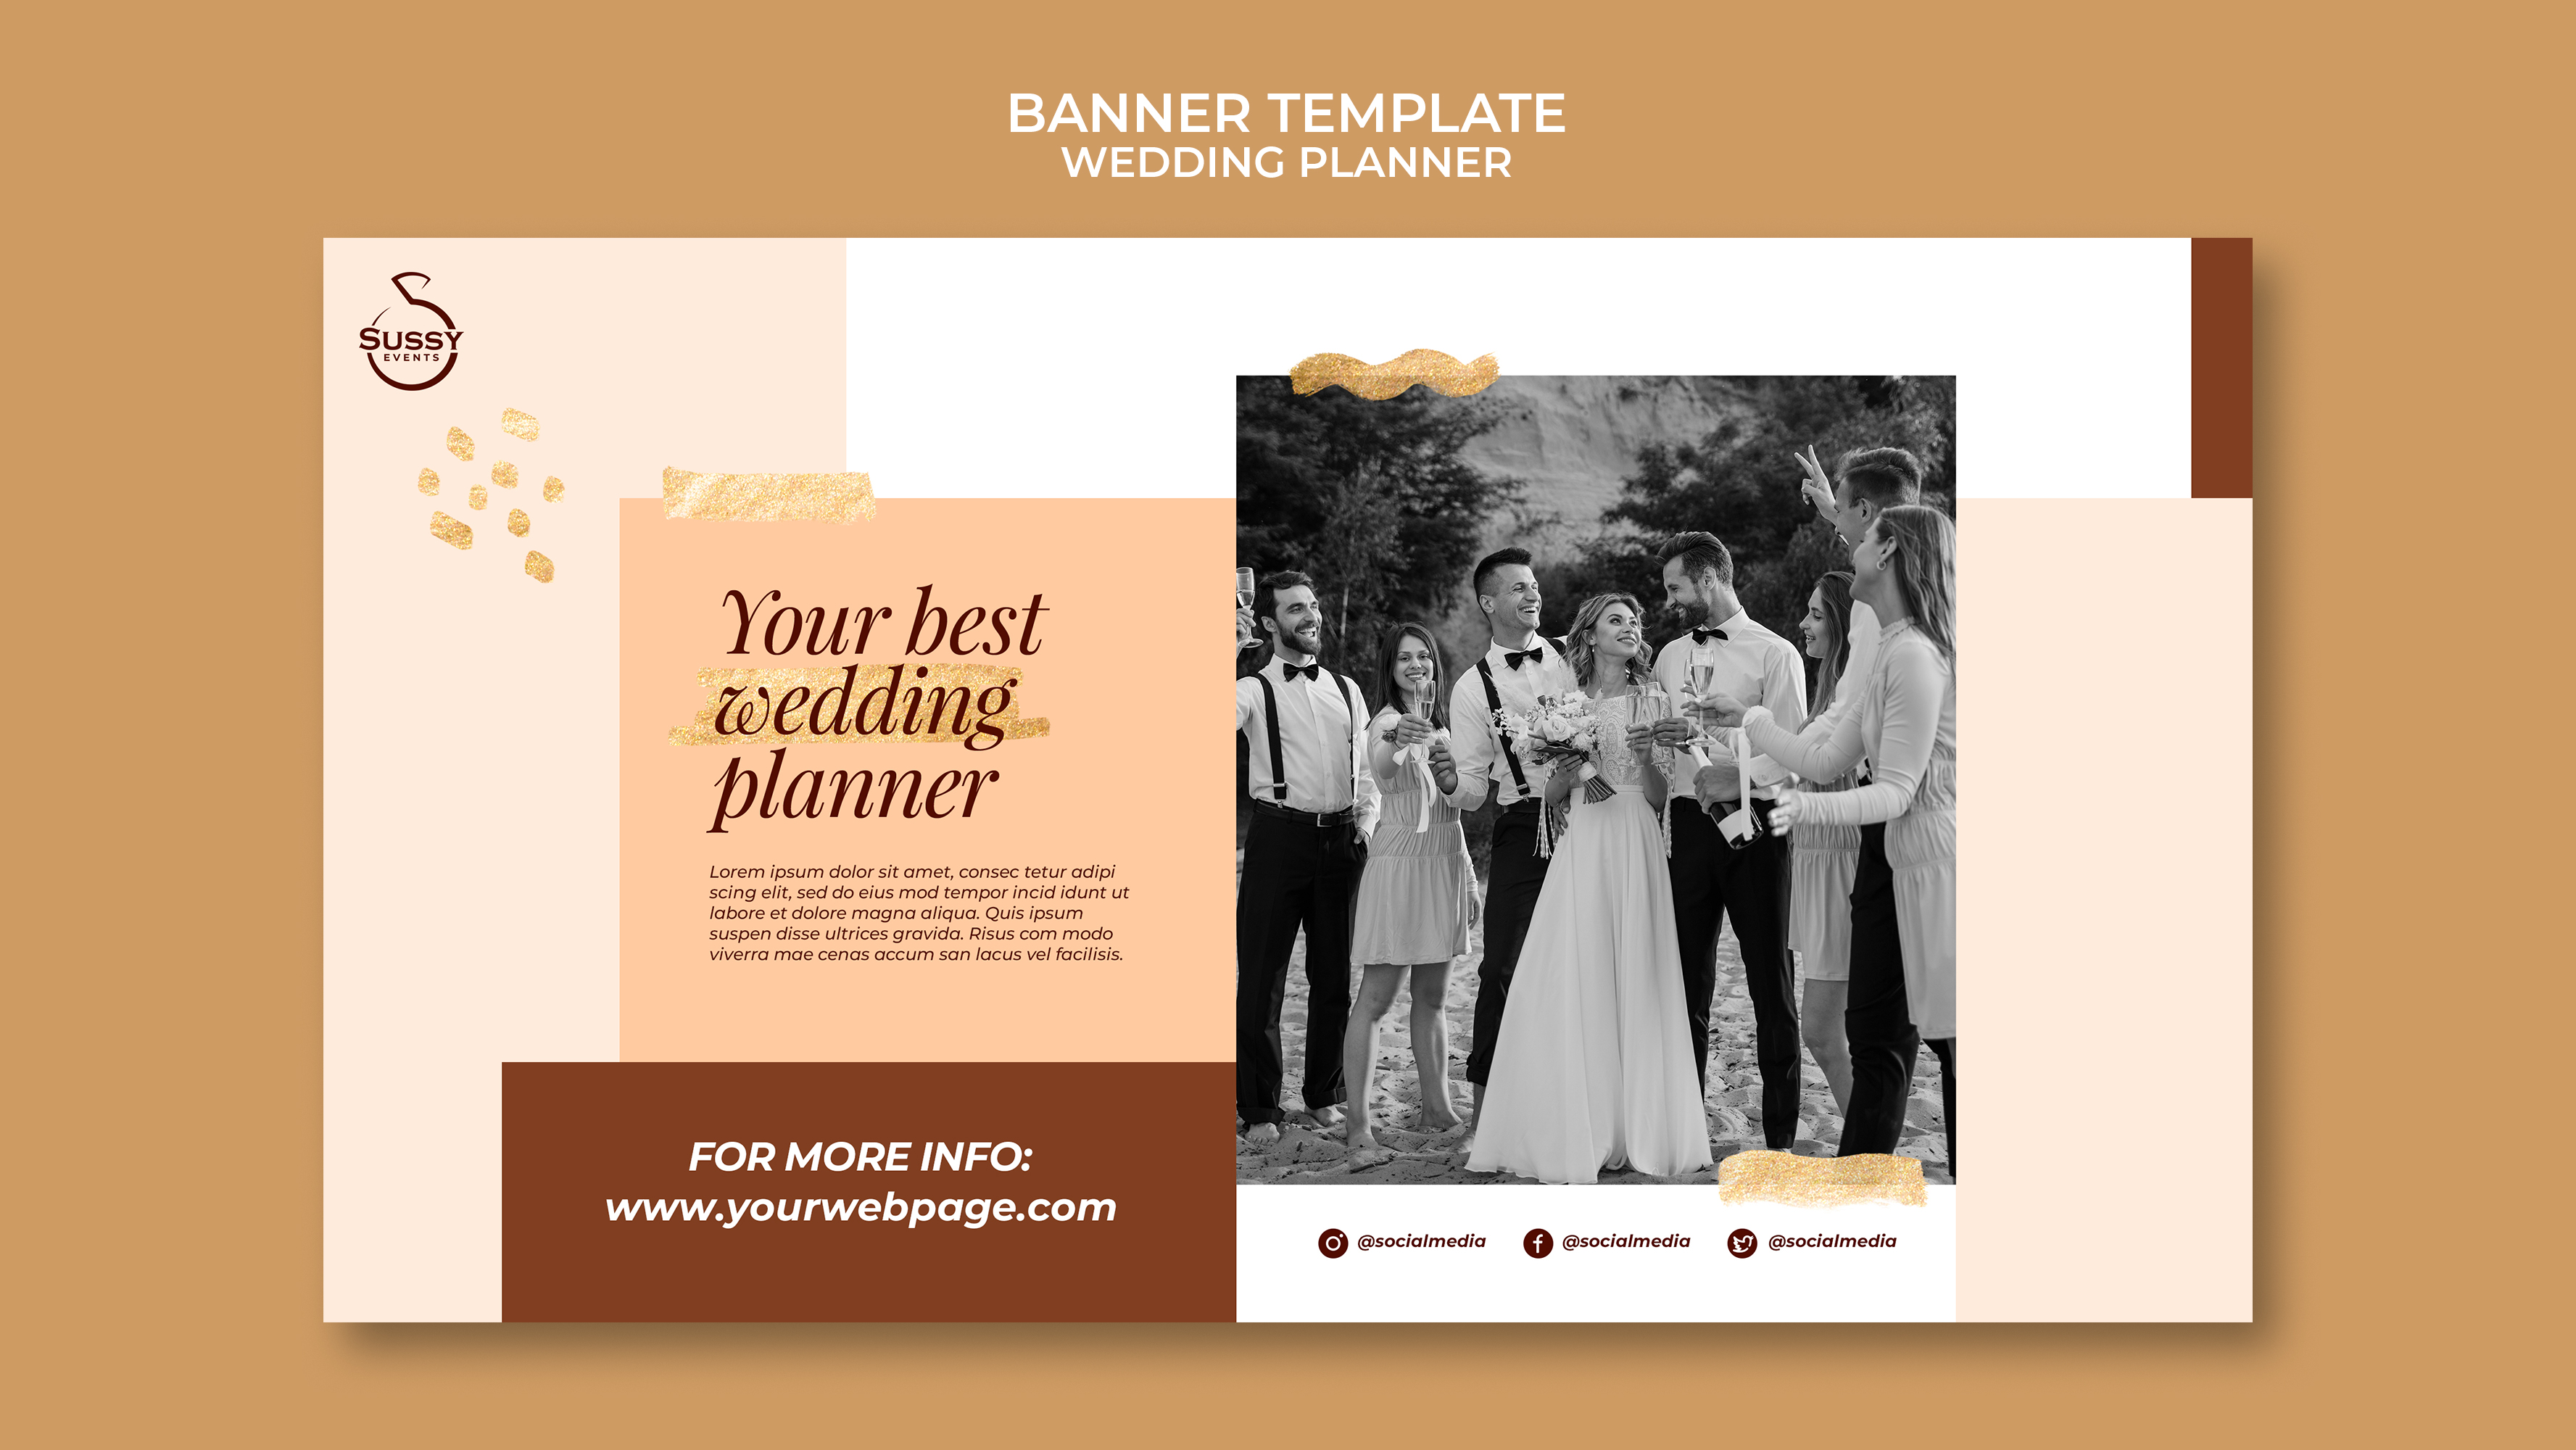 BANNER TEMPLATE
WEDDING PLANNER
SUSSY
EVENTS
Your best
wedding
planner
Lorem ipsum dolor sit amet, consec tetur adipi
scing elit, sed do eius mod tempor incid idunt ut
labore et dolore magna aliqua. Quis ipsum
suspen disse ultrices gravida. Risus com modo
viverra mae cenas accum san lacus vel facilisis.
FOR MORE INFO:
www.yourwebpage.com
@socialmedia @socialmedia @socialmedia